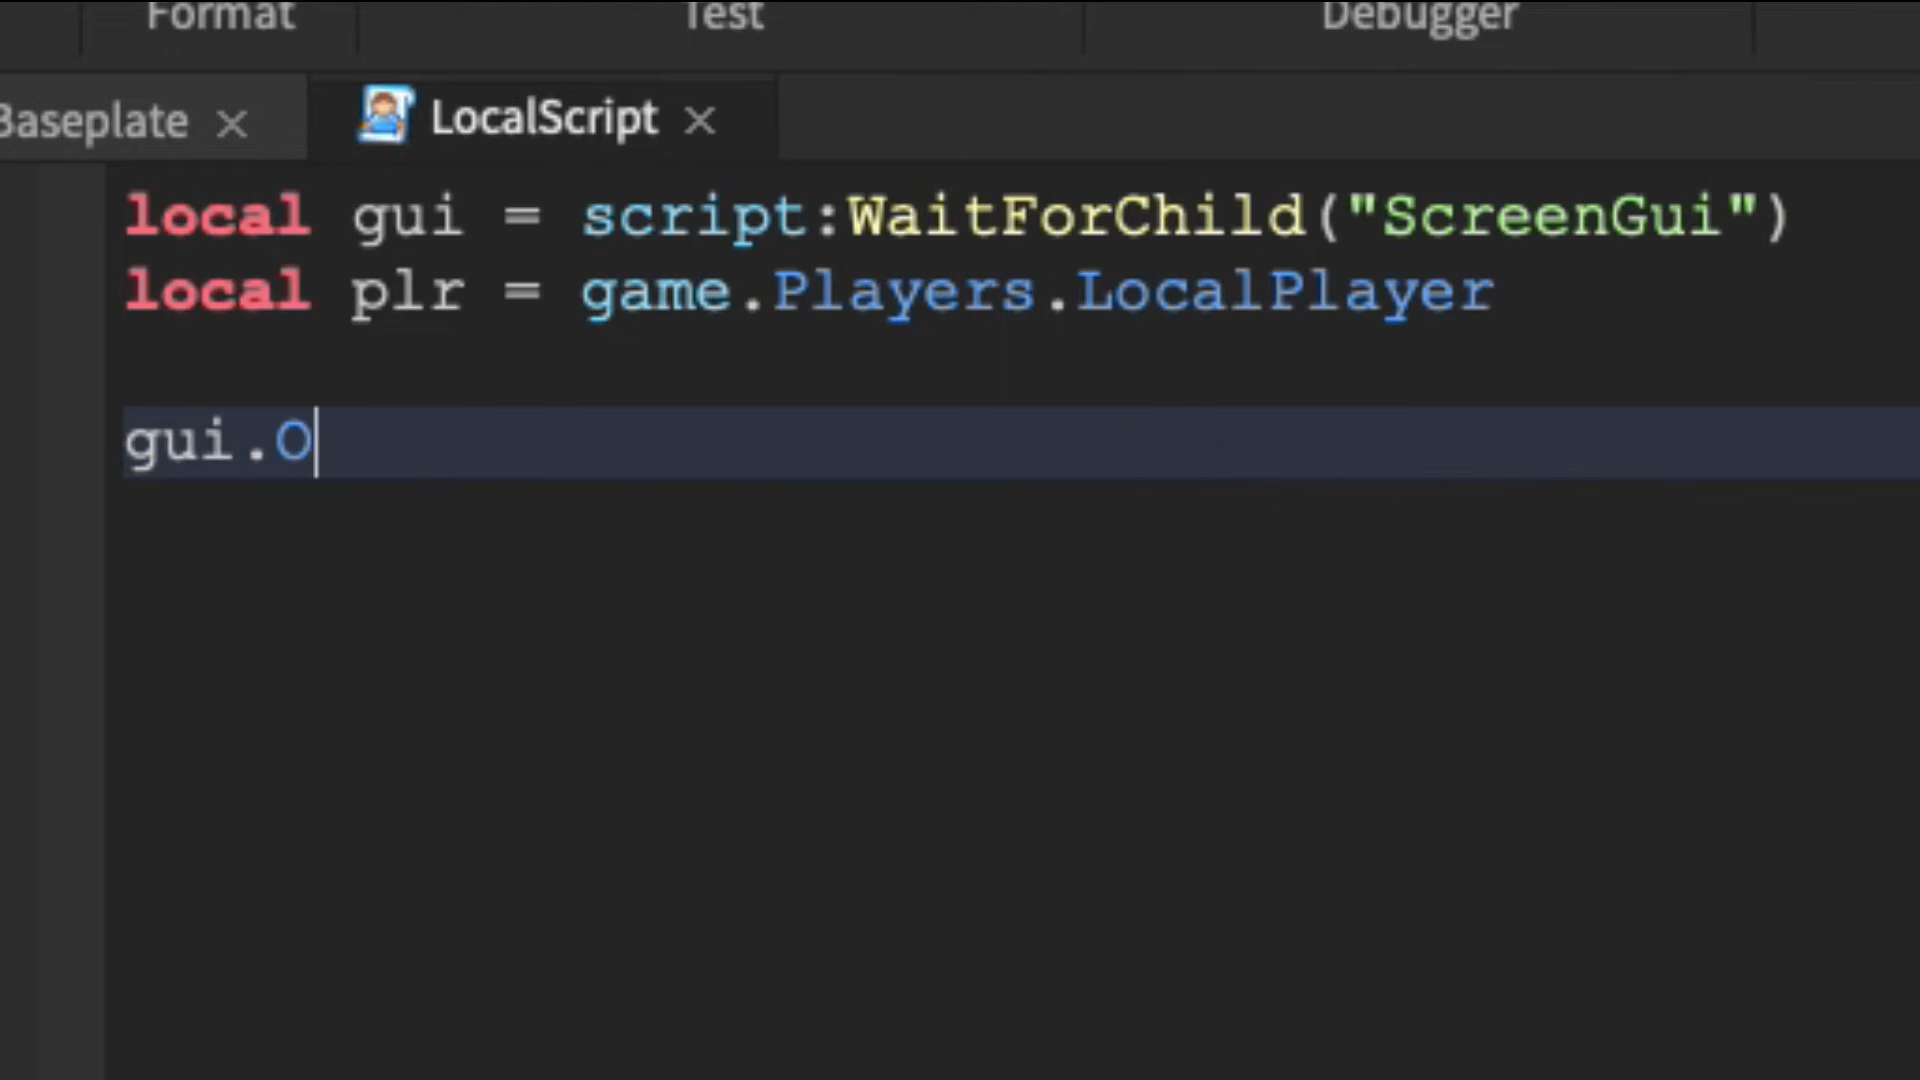 Format Test Debugger
Baseplate LocalScript
local gui = script:WaitForChild("ScreenGui")
local plr = game.Players.LocalPlayer
gui.O